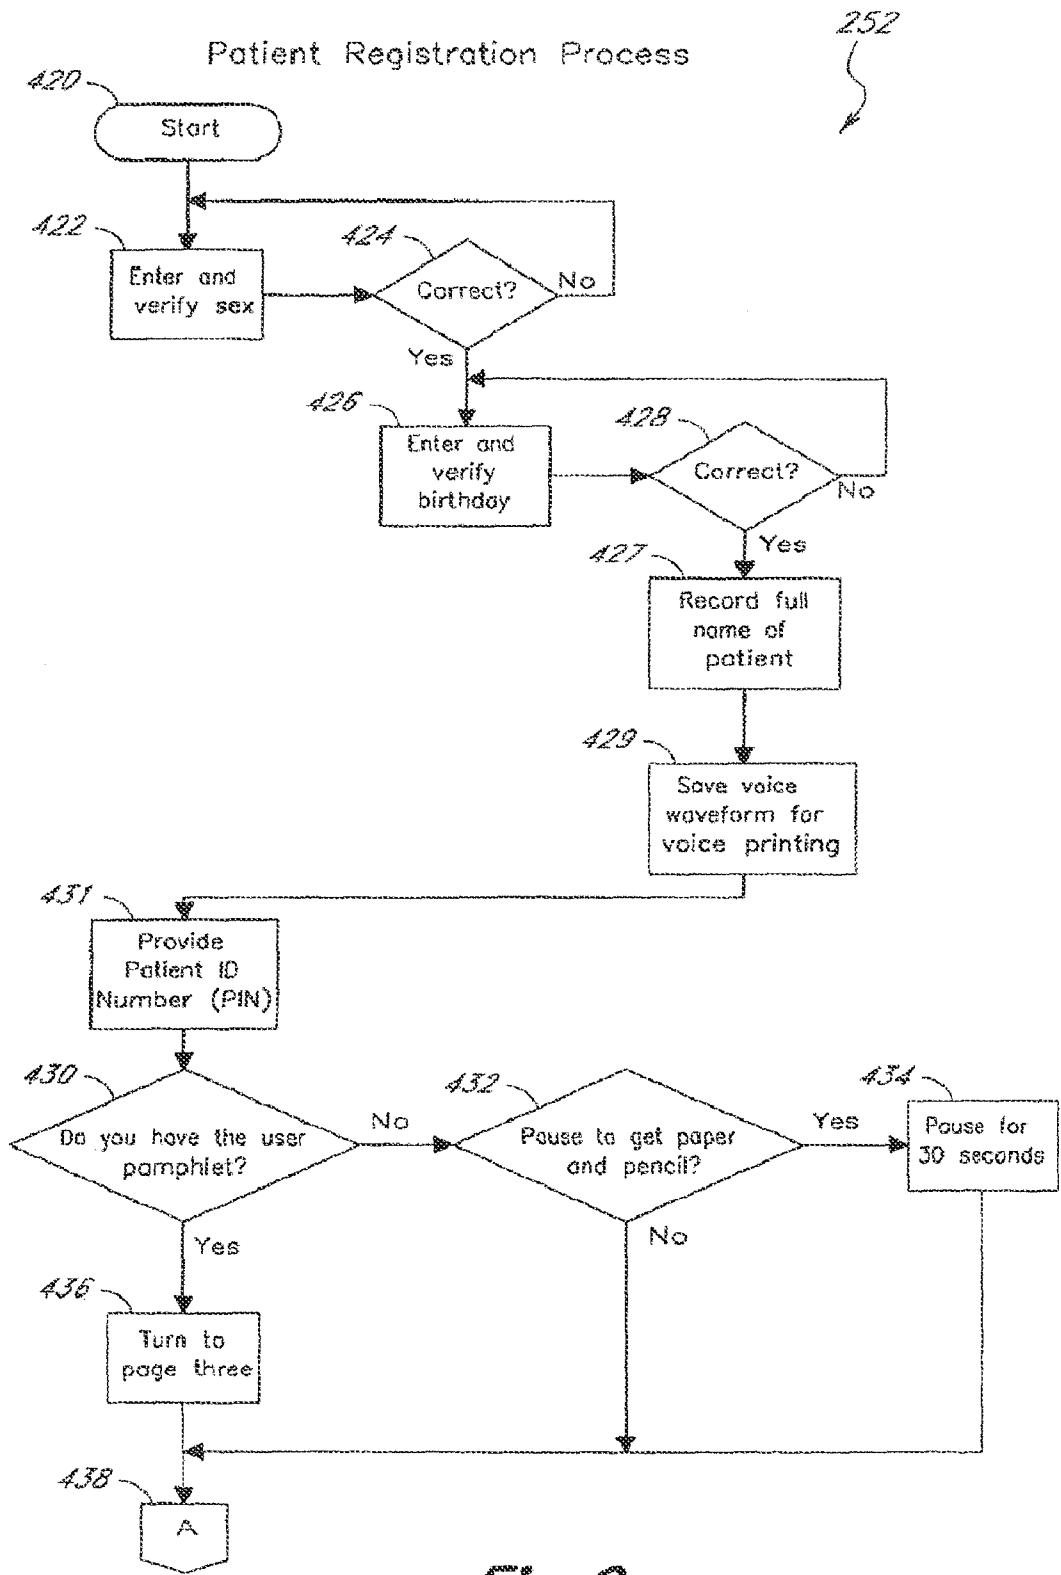 252
Patient Registration Process
420
Start
422
Enter and
verify sex
424
Correct?
No
Yes
426
Enter and
verify
birthday
428
Correct?
No
Yes
427
Record full
name of
patient
429
Save voice
waveform for
voice printing
431
Provide
Patient ID
Number (PIN)
430
Do you have the user
pamphlet?
No
432
Pause to get paper
and pencil?
Yes
434
Pause for
30 seconds
Yes
No
436
Turn to
page three
438
A